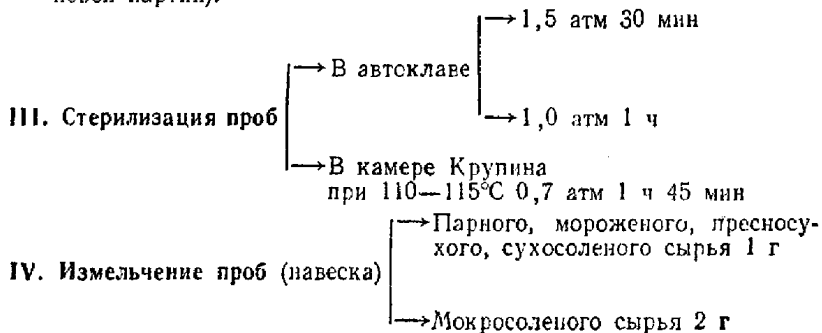 →1,5 атм 30 мин
→В автоклаве
III. Стерилизация проб
→1,0 атм 1 ч
→В камере Крупина
при 110—115°С 0,7 атм 1 ч 45 мин
→Парного, мороженого, пресносу-
хого, сухосоленого сырья 1 г
IV. Измельчение проб (навеска)
→Мокросоленого сырья 2 г